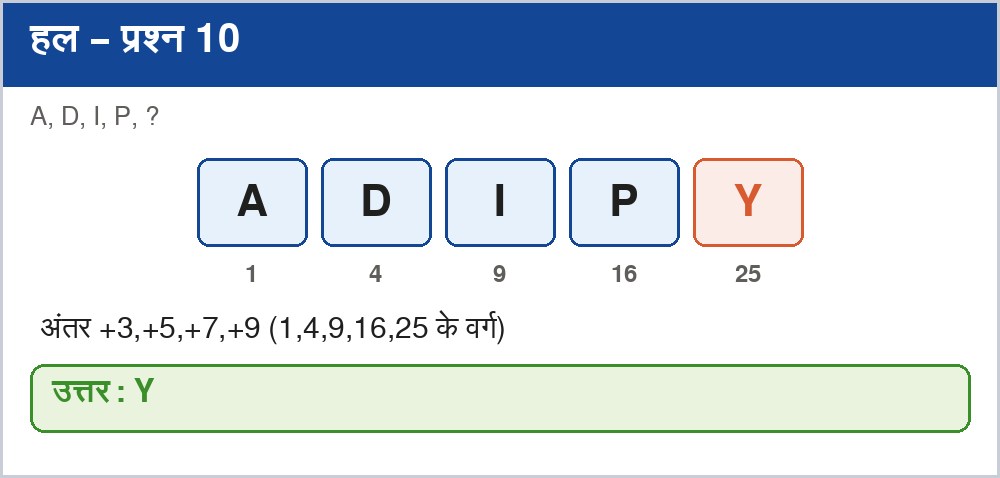 हल – प्रश्न 10
A, D, I, P, ?
A D I P Y
1 4 9 16 25
अंतर +3,+5,+7,+9 (1,4,9,16,25 के वर्ग)
उत्तर : Y